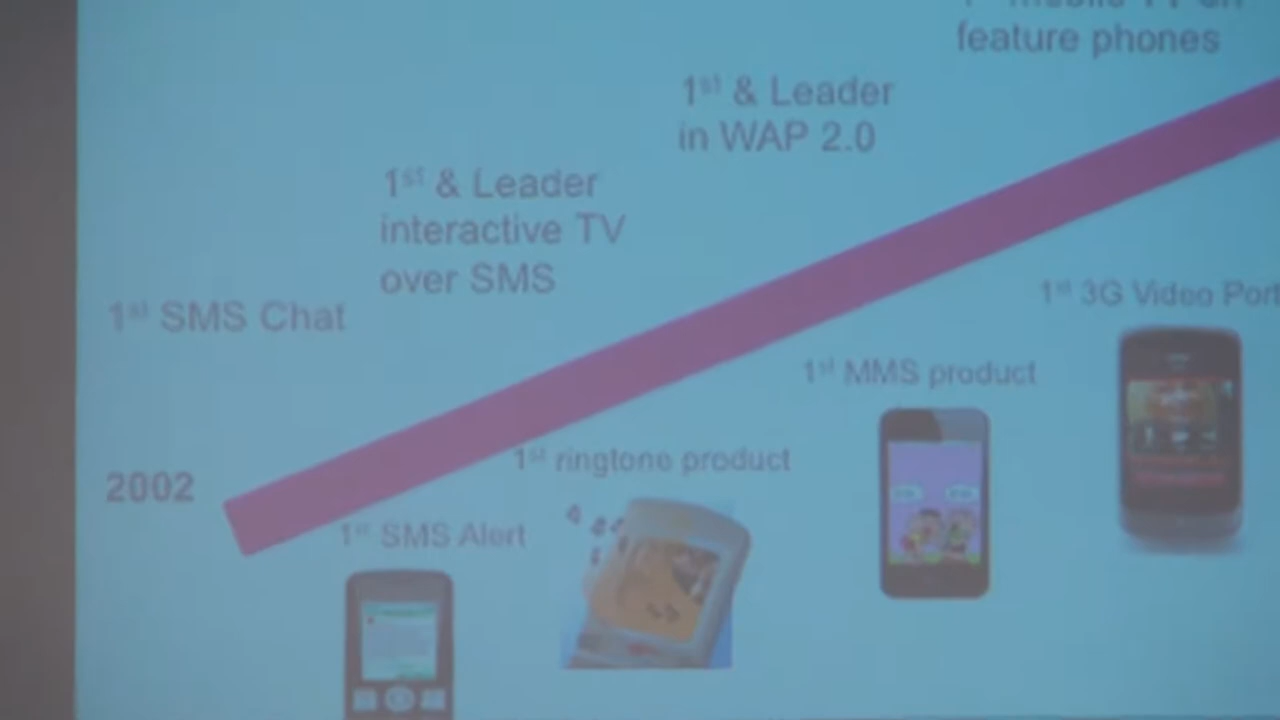 feature phones
1st & Leader
in WAP 2.0
1st & Leader
interactive TV
over SMS
1st SMS Chat
1st 3G Video
1st MMS product
1st ringtone product
2002
1st SMS Alert